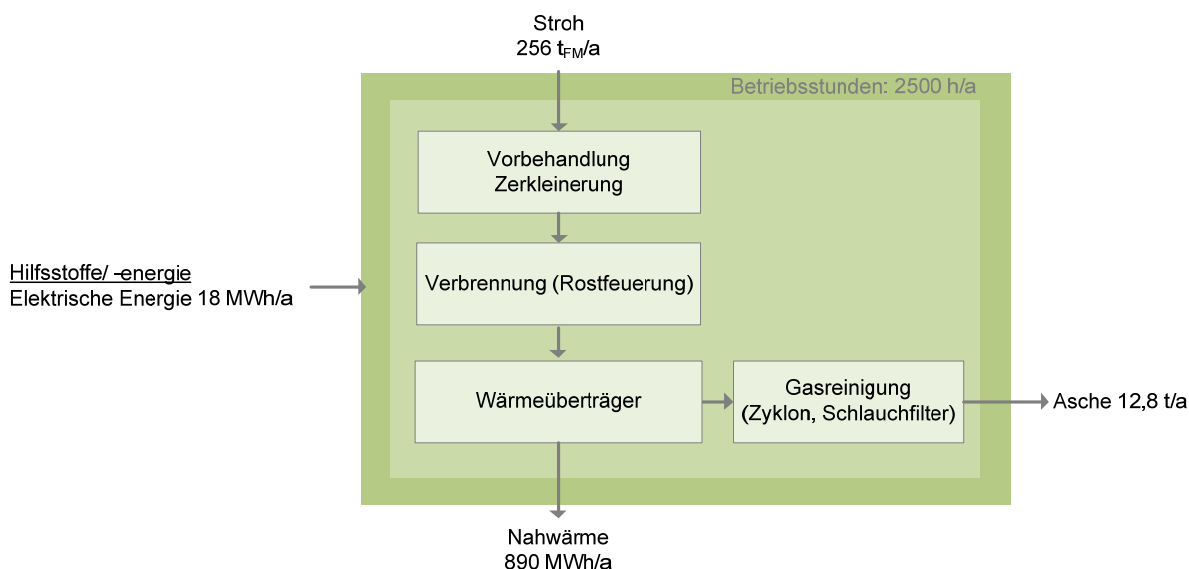 Stroh
256 tFM/a
Betriebsstunden: 2500 h/a
Vorbehandlung
Zerkleinerung
Hilfsstoffe/ -energie
Elektrische Energie 18 MWh/a
Verbrennung (Rostfeuerung)
Wärmeüberträger
Gasreinigung
(Zyklon, Schlauchfilter)
Asche 12,8 t/a
Nahwärme
890 MWh/a